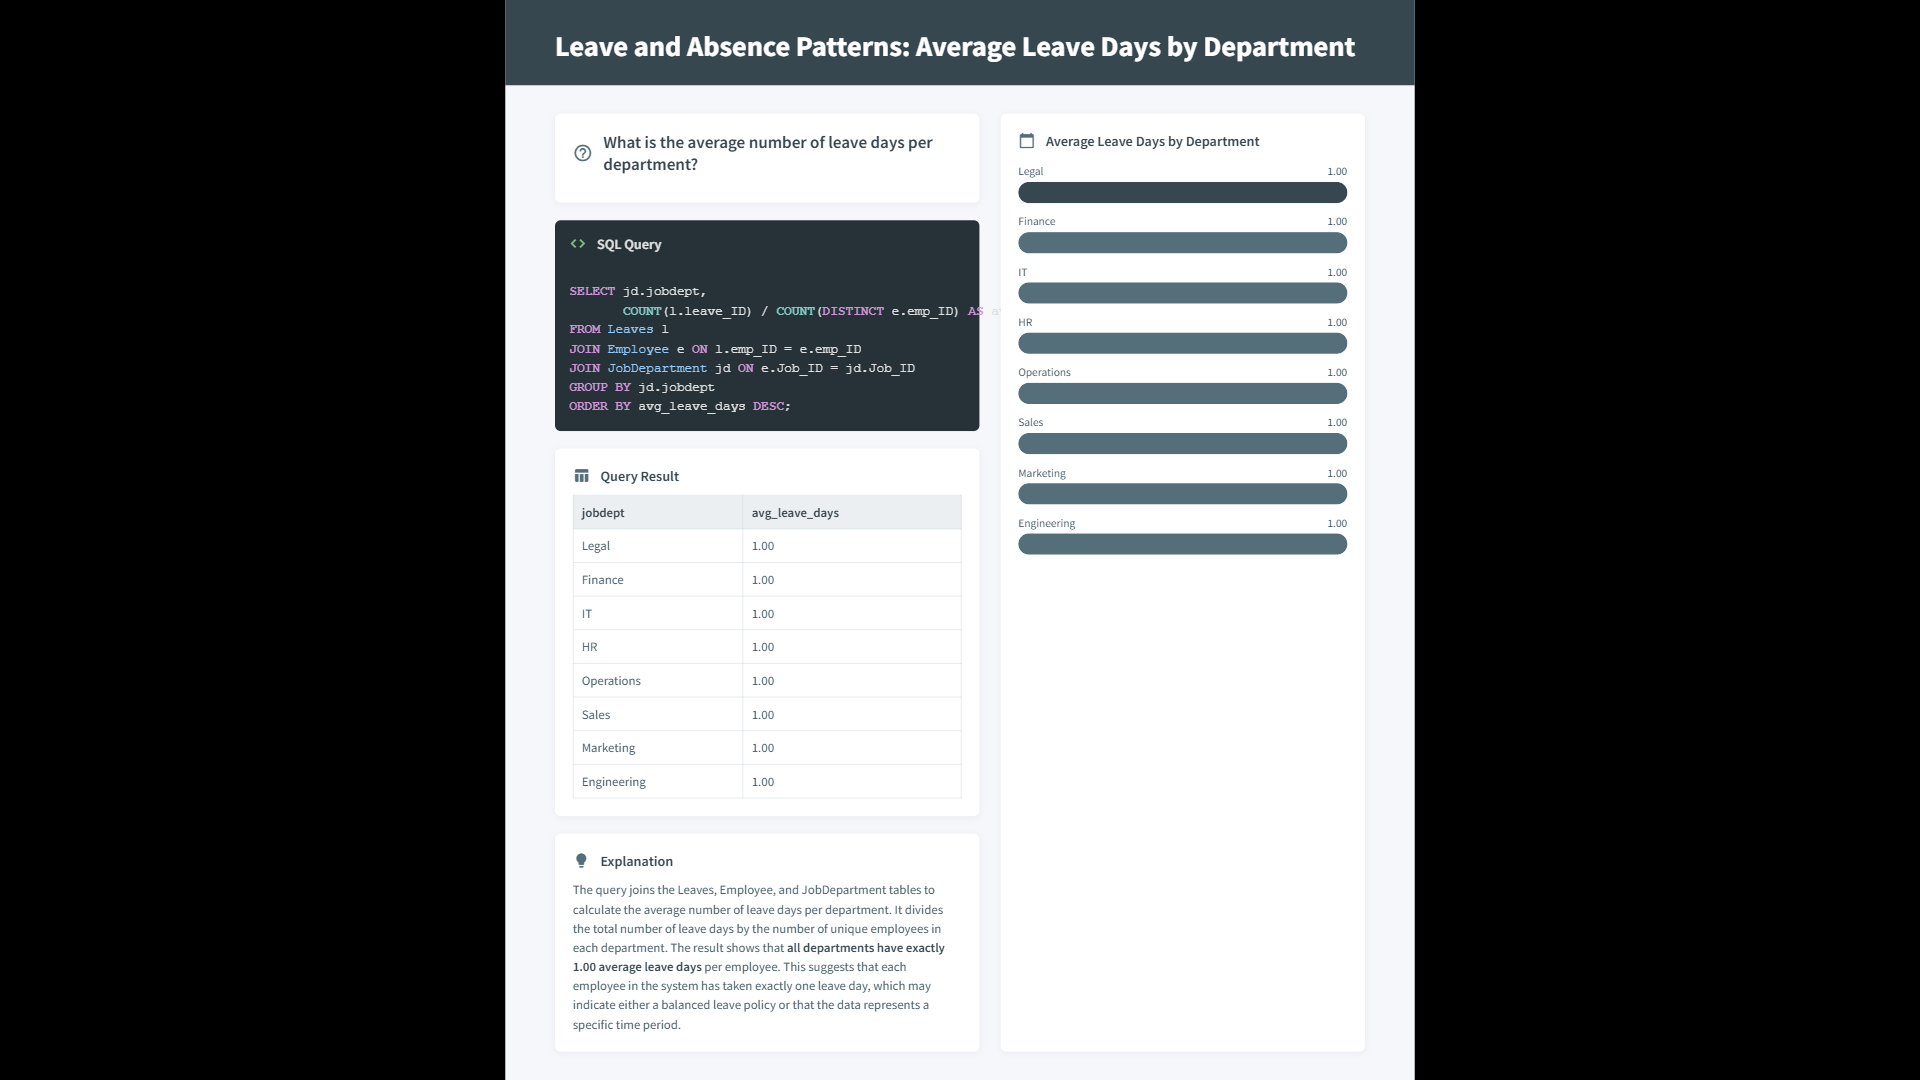 Leave and Absence Patterns: Average Leave Days by Department
What is the average number of leave days per
department?
SQL Query
SELECT jd.jobdept,
COUNT(l.leave_ID) / COUNT(DISTINCT e.emp_ID) AS
FROM Leaves l
JOIN Employee e ON l.emp_ID = e.emp_ID
JOIN JobDepartment jd ON e.Job_ID = jd.Job_ID
GROUP BY jd.jobdept
ORDER BY avg_leave_days DESC;
Query Result
jobdept avg_leave_days
Legal 1.00
Finance 1.00
IT 1.00
HR 1.00
Operations 1.00
Sales 1.00
Marketing 1.00
Engineering 1.00
Explanation
The query joins the Leaves, Employee, and JobDepartment tables to
calculate the average number of leave days per department. It divides
the total number of leave days by the number of unique employees in
each department. The result shows that all departments have exactly
1.00 average leave days per employee. This suggests that each
employee in the system has taken exactly one leave day, which may
indicate either a balanced leave policy or that the data represents a
specific time period.
Average Leave Days by Department
Legal 1.00
Finance 1.00
IT 1.00
HR 1.00
Operations 1.00
Sales 1.00
Marketing 1.00
Engineering 1.00